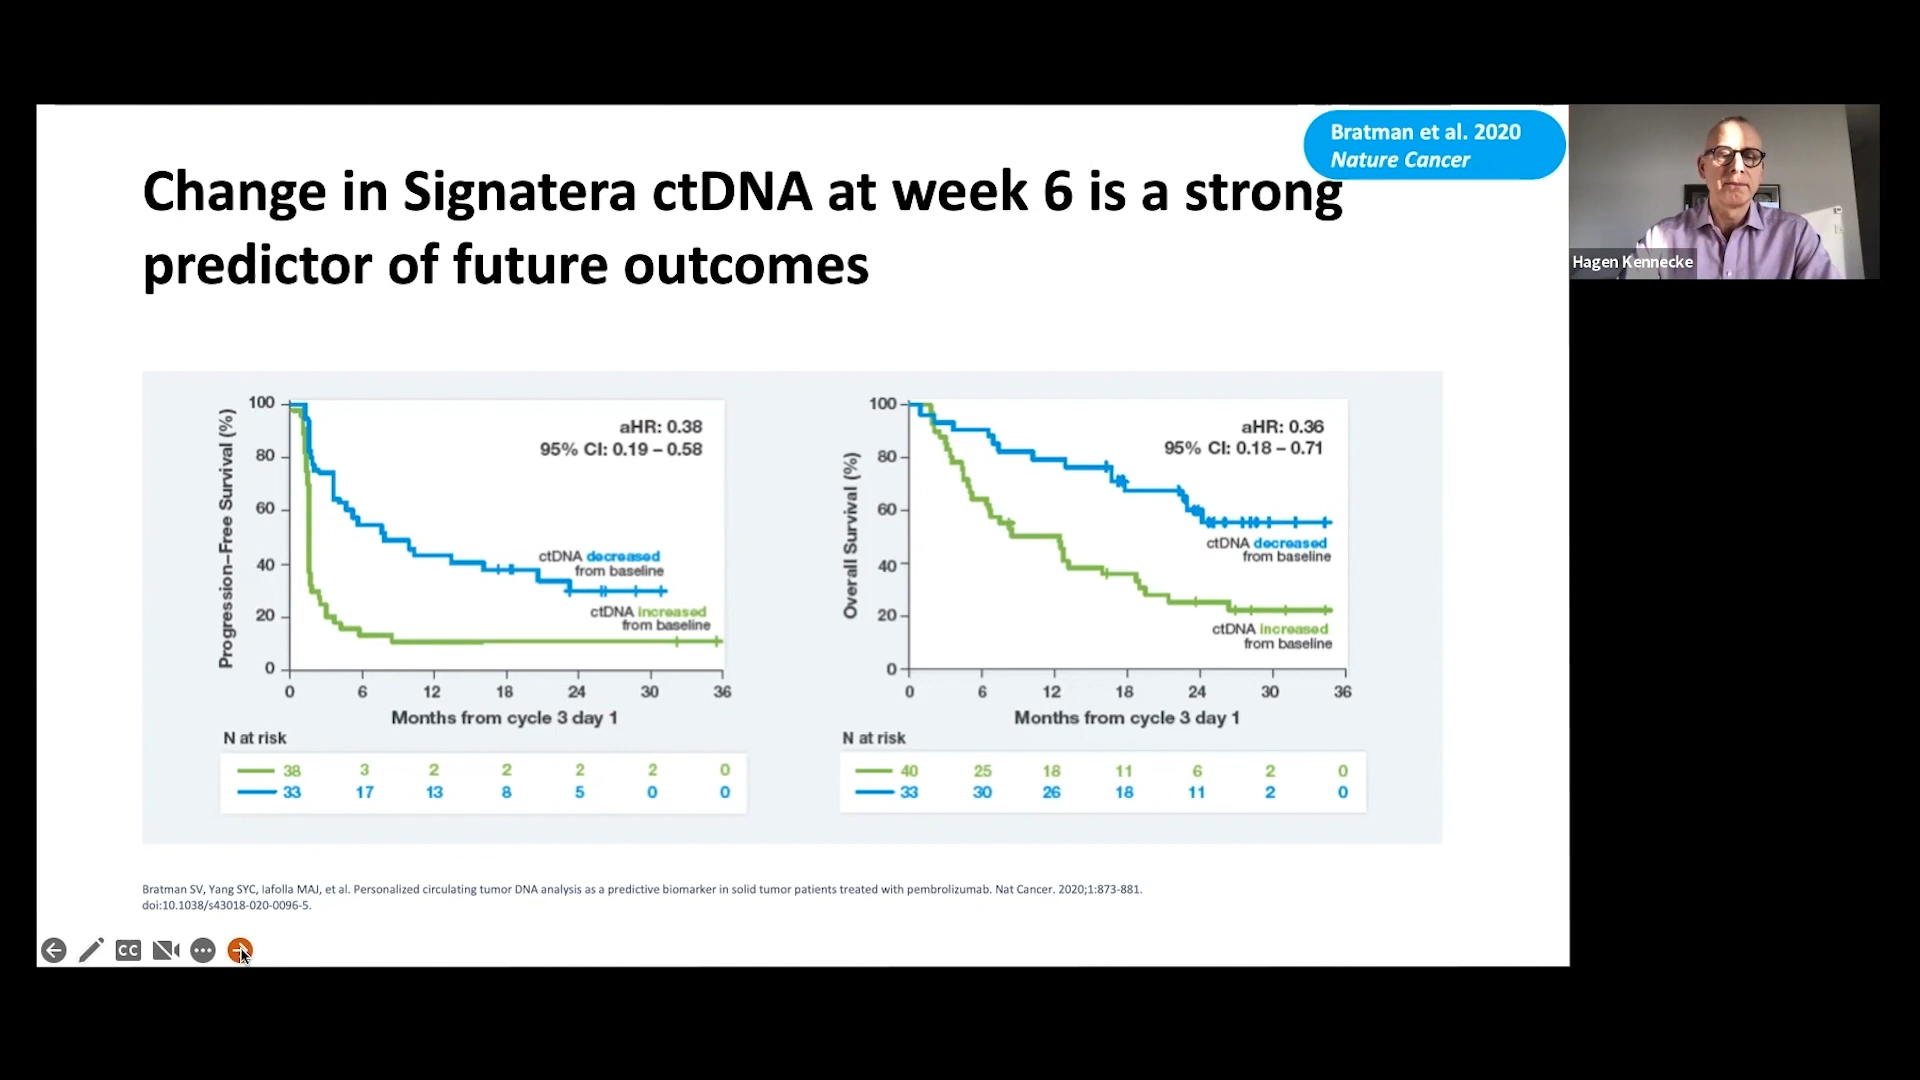 Bratman et al. 2020
Nature Cancer
Change in Signatera ctDNA at week 6 is a strong
predictor of future outcomes
Hagen Kennecke
Progression–Free Survival (%)
100
80
60
40
20
0
aHR: 0.38
95% CI: 0.19 – 0.58
ctDNA decreased
from baseline
ctDNA increased
from baseline
0 6 12 18 24 30 36
Months from cycle 3 day 1
N at risk
38 3 2 2 2 2 0
33 17 13 8 5 0 0
Overall Survival (%)
100
80
60
40
20
0
aHR: 0.36
95% CI: 0.18 – 0.71
ctDNA decreased
from baseline
ctDNA increased
from baseline
0 6 12 18 24 30 36
Months from cycle 3 day 1
N at risk
40 25 18 11 6 2 0
33 30 26 18 11 2 0
Bratman SV, Yang SYC, Iafolla MAJ, et al. Personalized circulating tumor DNA analysis as a predictive biomarker in solid tumor patients treated with pembrolizumab. Nat Cancer. 2020;1:873-881.
doi:10.1038/s43018-020-0096-5.
CC